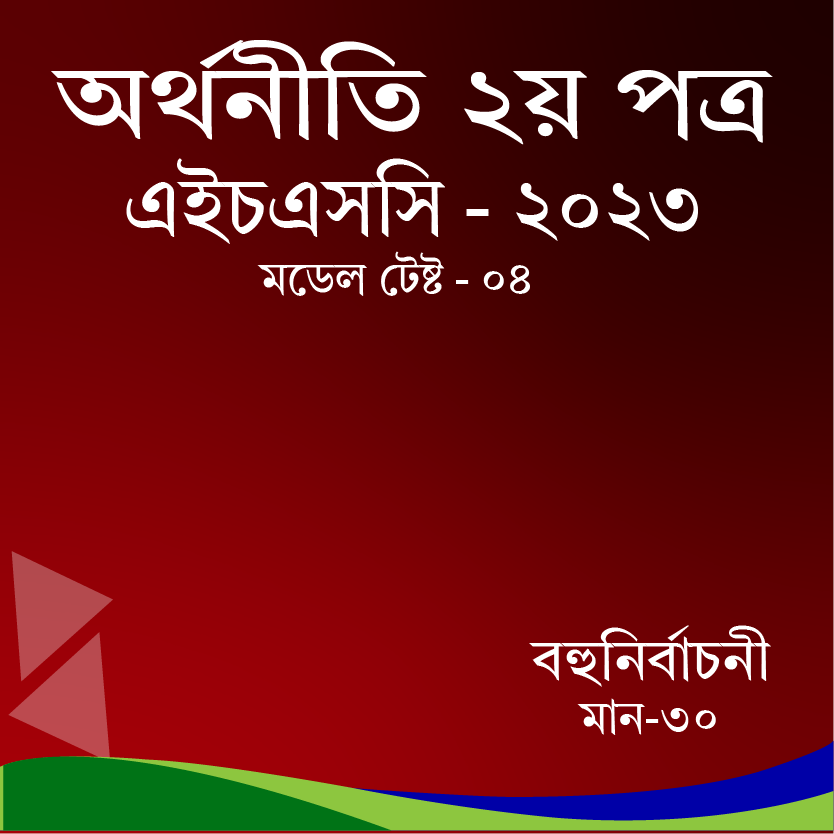 অর্থনীতি ২য় পত্র
এইচএসসি - ২০২৩
মডেল টেষ্ট - ০৪
বহুনির্বাচনী
মান-৩০